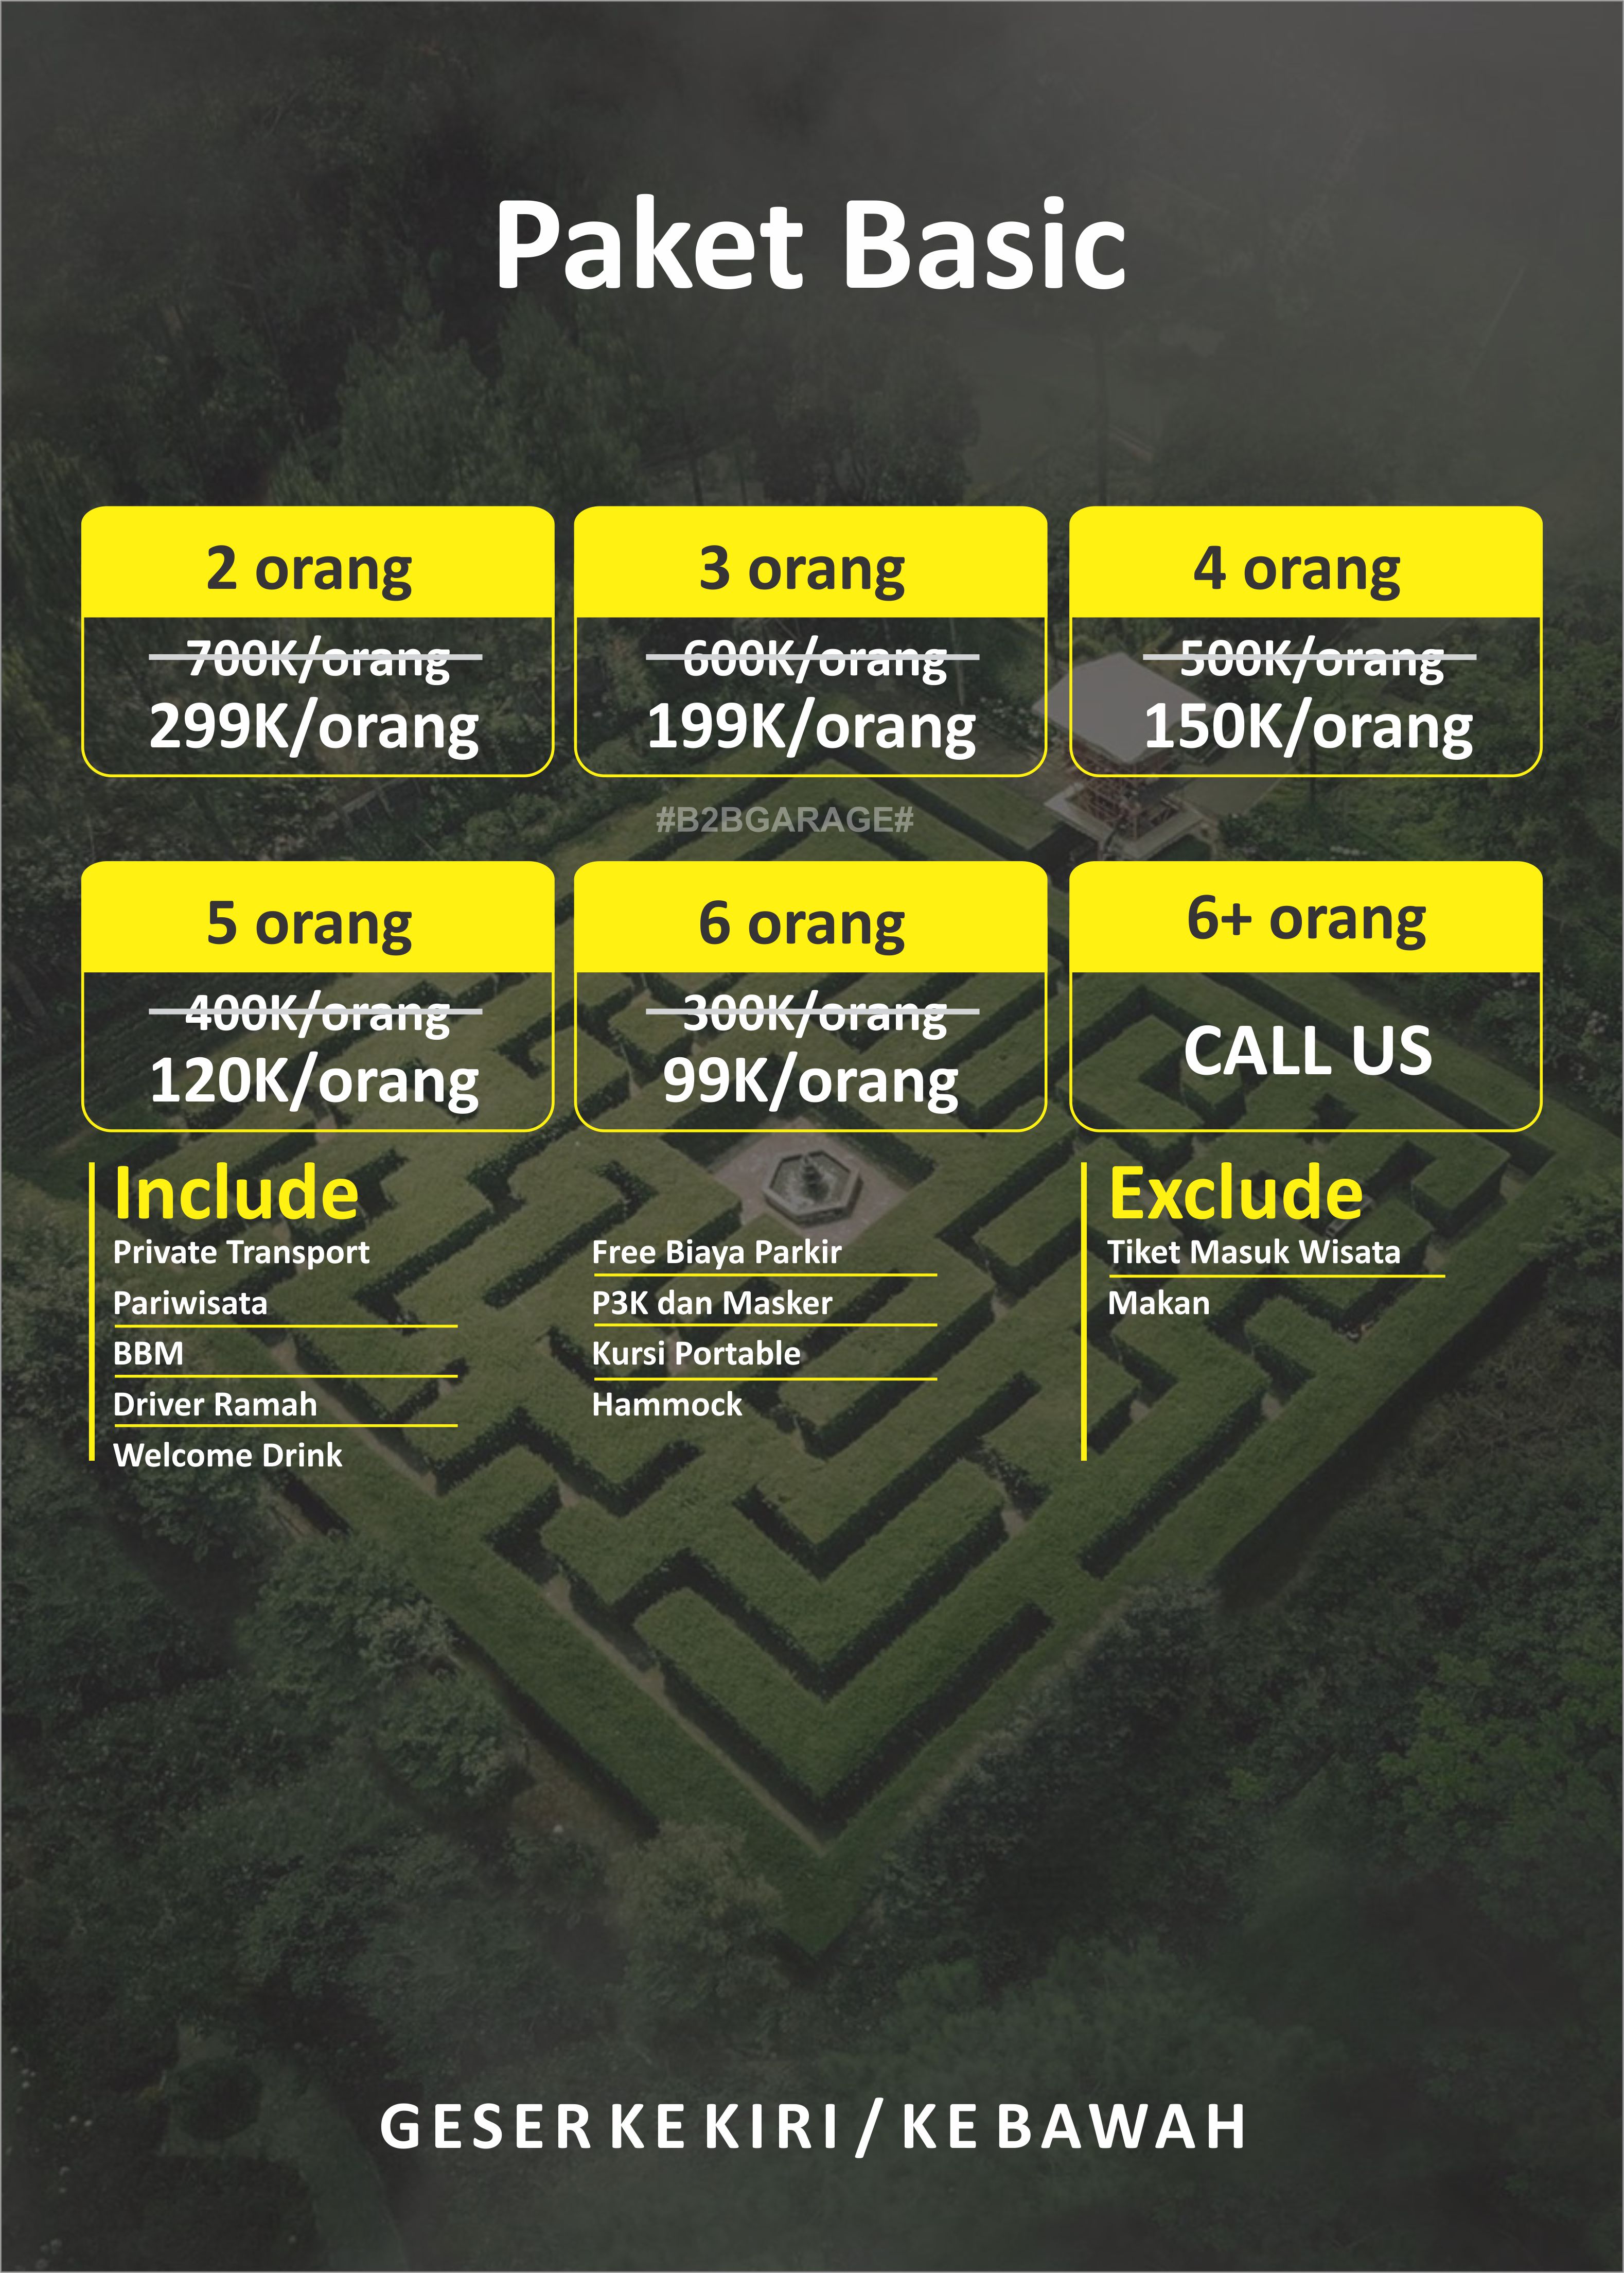 Paket Basic
2 orang
700K/orang
299K/orang
3 orang
600K/orang
199K/orang
4 orang
500K/orang
150K/orang
#B2BGARAGE#
5 orang
400K/orang
120K/orang
6 orang
300K/orang
99K/orang
6+ orang
CALL US
Include
Private Transport
Pariwisata
BBM
Driver Ramah
Welcome Drink
Free Biaya Parkir
P3K dan Masker
Kursi Portable
Hammock
Exclude
Tiket Masuk Wisata
Makan
GESER KE KIRI / KE BAWAH